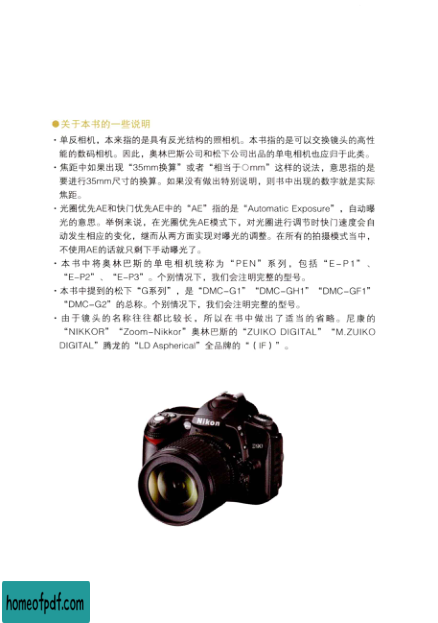 ●关于本书的一些说明
·单反相机，本来指的是具有反光结构的照相机。本书指的是可以交换镜头的高性
能的数码相机。因此，奥林巴斯公司和松下公司出品的单电相机也应归于此类。
·焦距中如果出现“35mm换算”或者“相当于○mm”这样的说法，意思指的是
要进行35mm尺寸的换算。如果没有做出特别说明，则书中出现的数字就是实际
焦距。
·光圈优先AE和快门优先AE中的“AE”指的是“Automatic Exposure”，自动曝
光的意思。举例来说，在光圈优先AE模式下，对光圈进行调节时快门速度会自
动发生相应的变化，继而从两方面实现对曝光的调整。在所有的拍摄模式当中，
不使用AE的话就只剩下手动曝光了。
·本书中将奥林巴斯的单电相机统称为“PEN”系列，包括“E-P1”、
“E-P2”、“E-P3”。个别情况下，我们会注明完整的型号。
·本书中提到的松下“G系列”，是“DMC-G1”“DMC-GH1”“DMC-GF1”
“DMC-G2”的总称。个别情况下，我们会注明完整的型号。
·由于镜头的名称往往都比较长，所以在书中做出了适当的省略。尼康的
“NIKKOR”“Zoom-Nikkor”奥林巴斯的“ZUIKO DIGITAL”“M.ZUIKO
DIGITAL”腾龙的“LD Aspherical”全品牌的“｛IF｝”。
Nikon
D90
homeofpdf.com